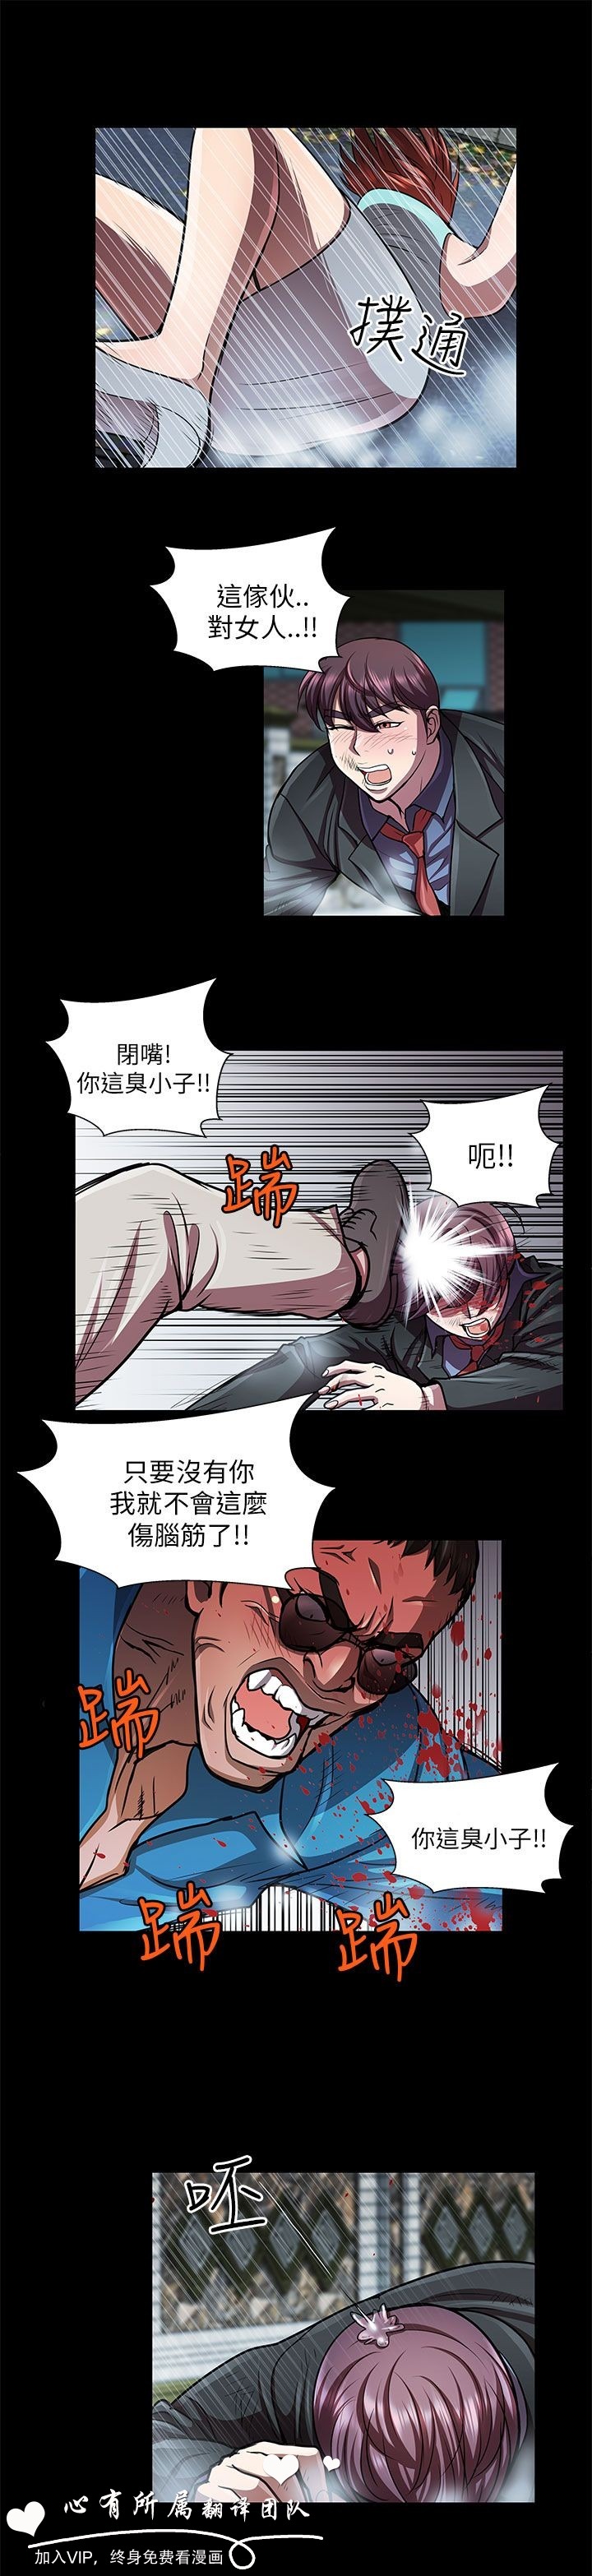 撲通
這傢伙..
對女人..!!
閉嘴!
你這臭小子!!
呃!!
踹
只要沒有你
我就不會這麼
傷腦筋了!!
踹
你這臭小子!!
踹
踹
呸
心有所属翻译团队
加入VIP，终身免费看漫画